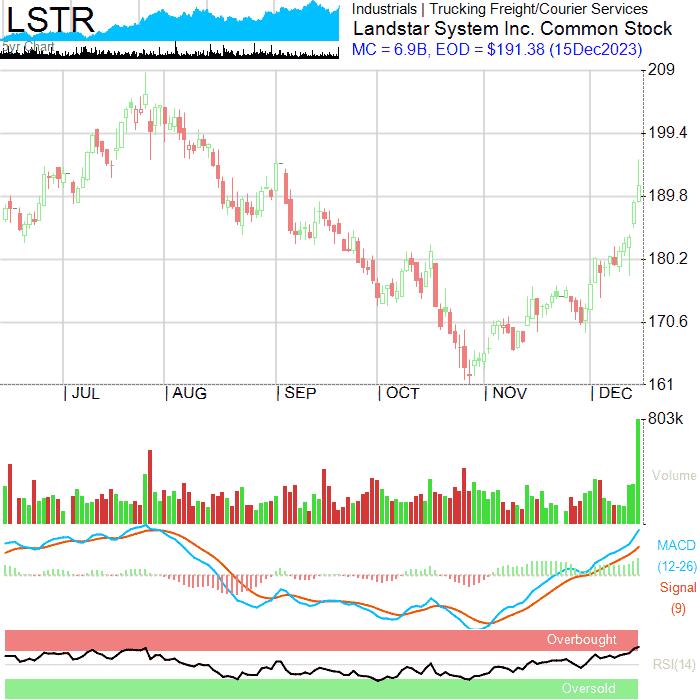 LSTR
5yr Chart
Industrials | Trucking Freight/Courier Services
Landstar System Inc. Common Stock
MC = 6.9B, EOD = $191.38 (15Dec2023)
209
199.4
189.8
180.2
170.6
161
JUL AUG SEP OCT NOV DEC
803k
Volume
MACD
(12-26)
Signal
(9)
Overbought
RSI(14)
Oversold